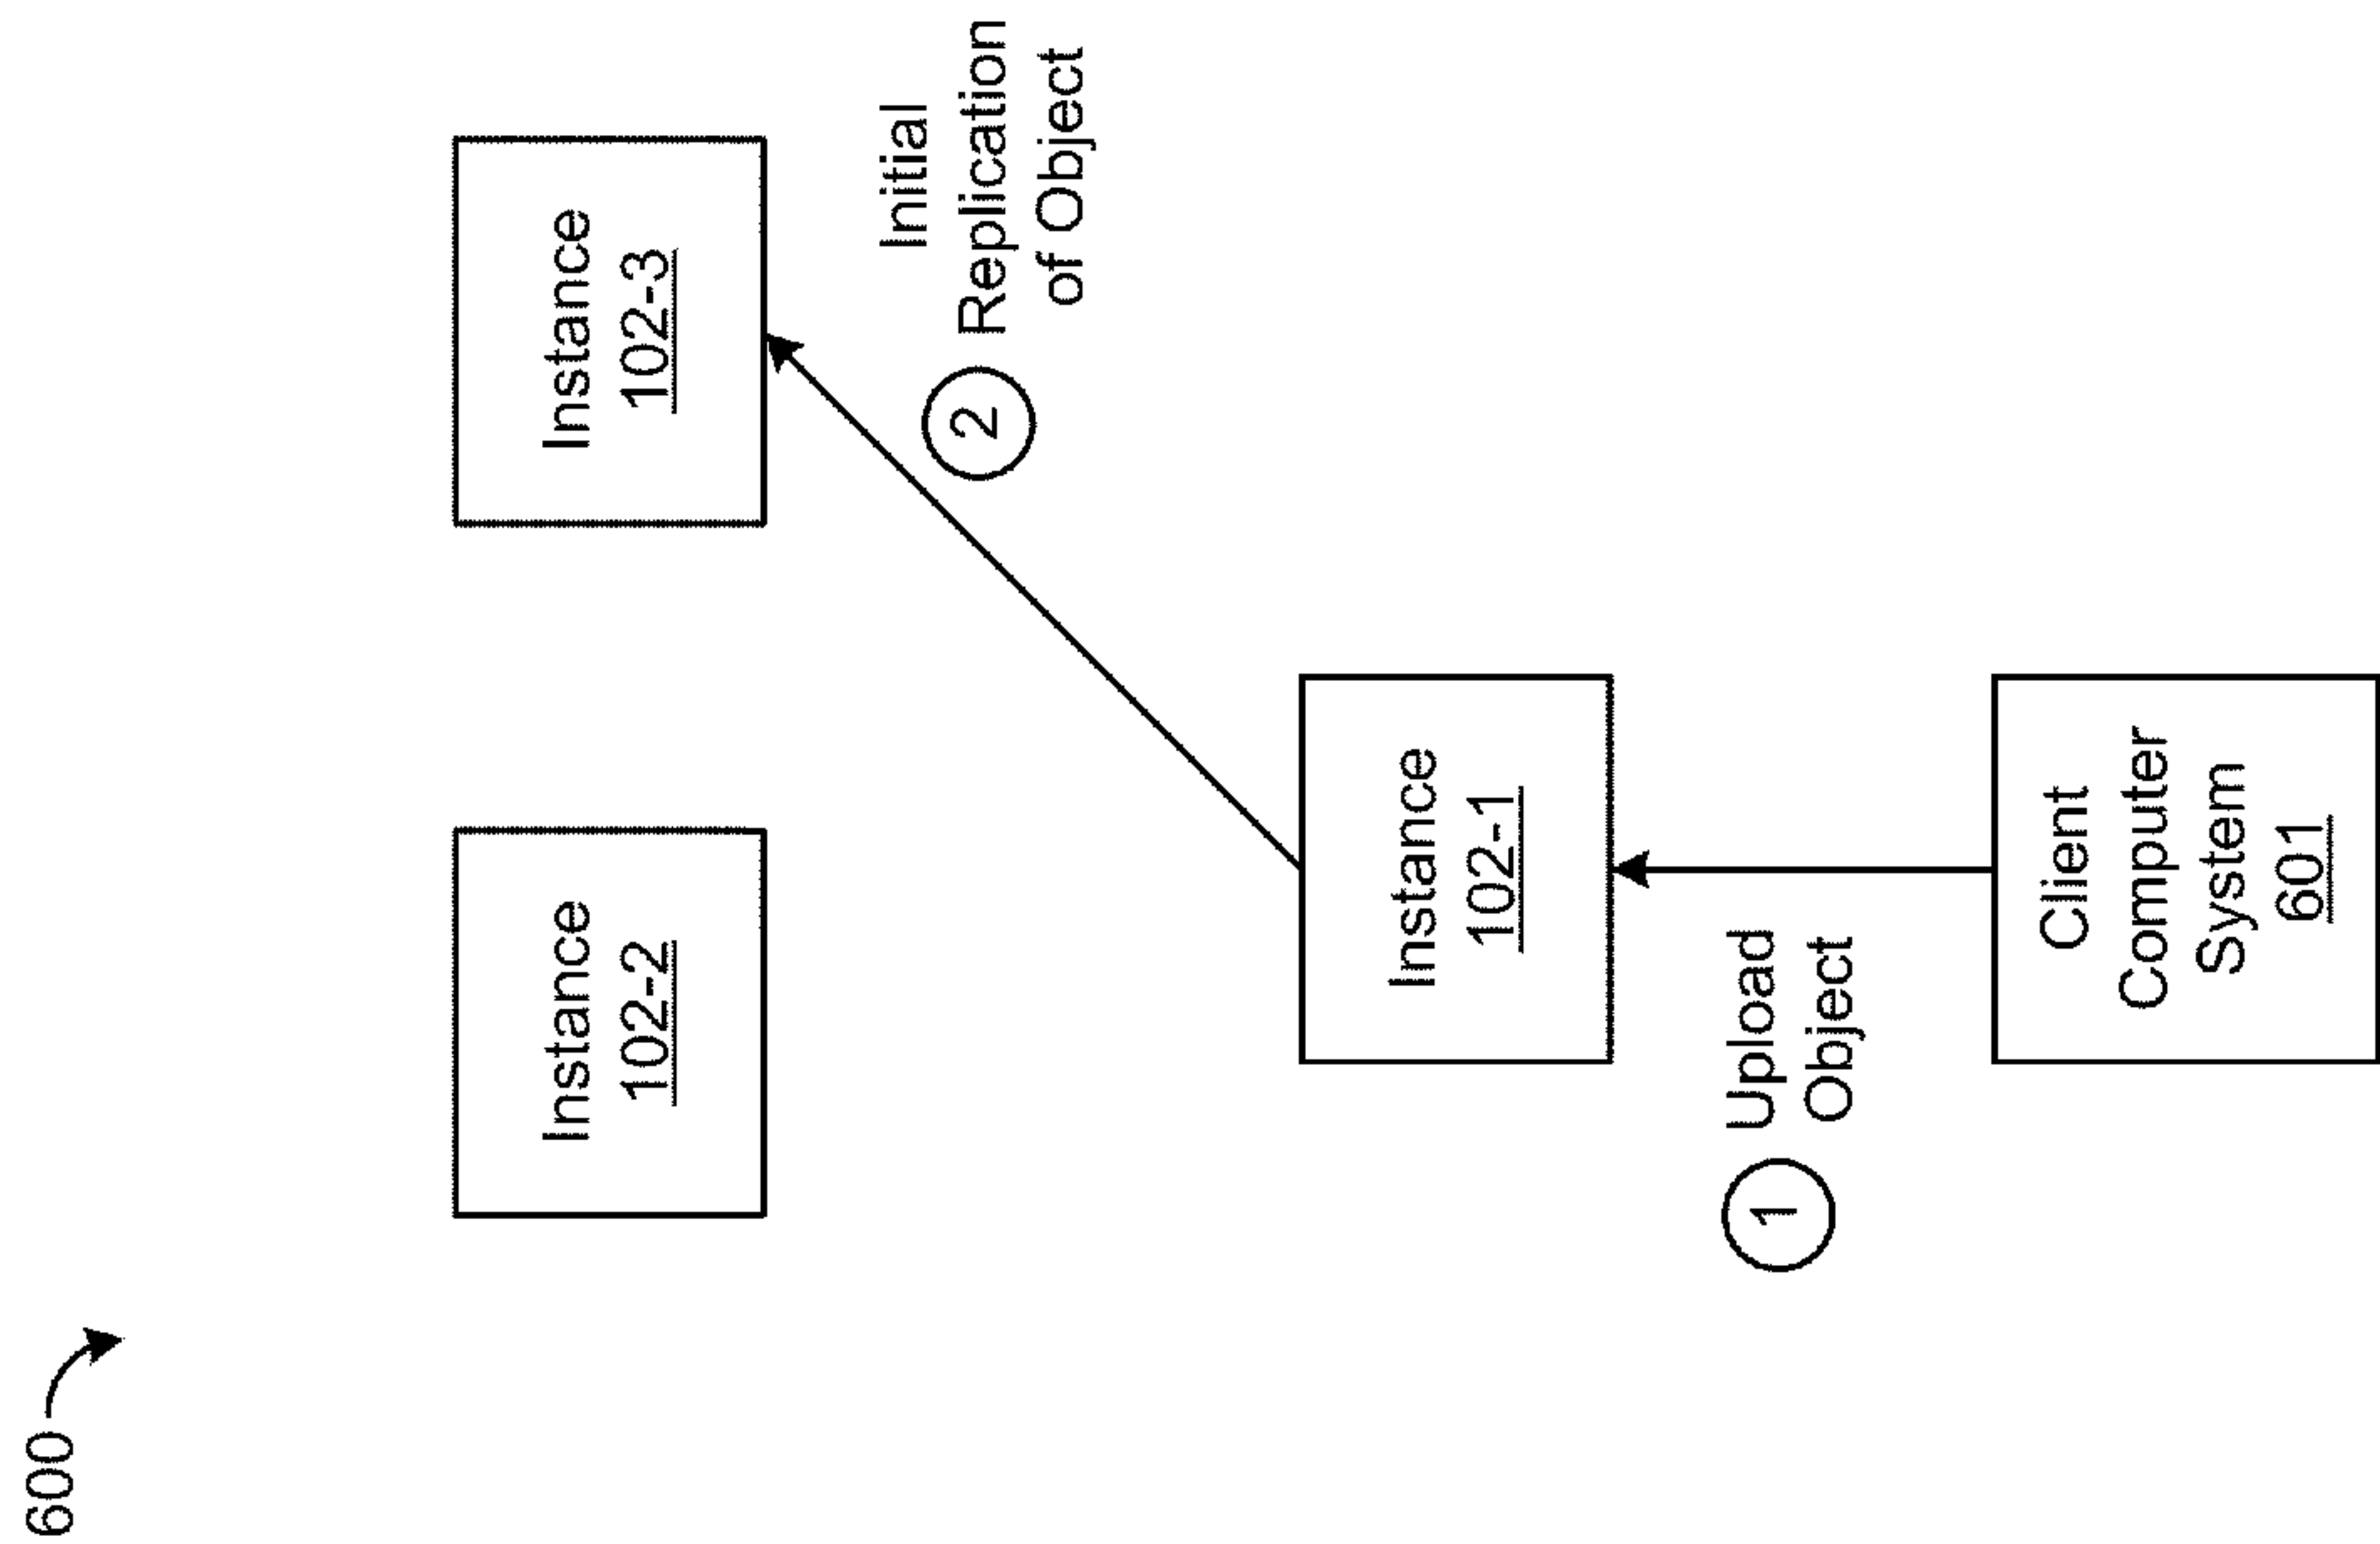 600
Instance
102-2
Instance
102-3
2
Initial
Replication
of Object
Instance
102-1
1
Upload
Object
Client
Computer
System
601